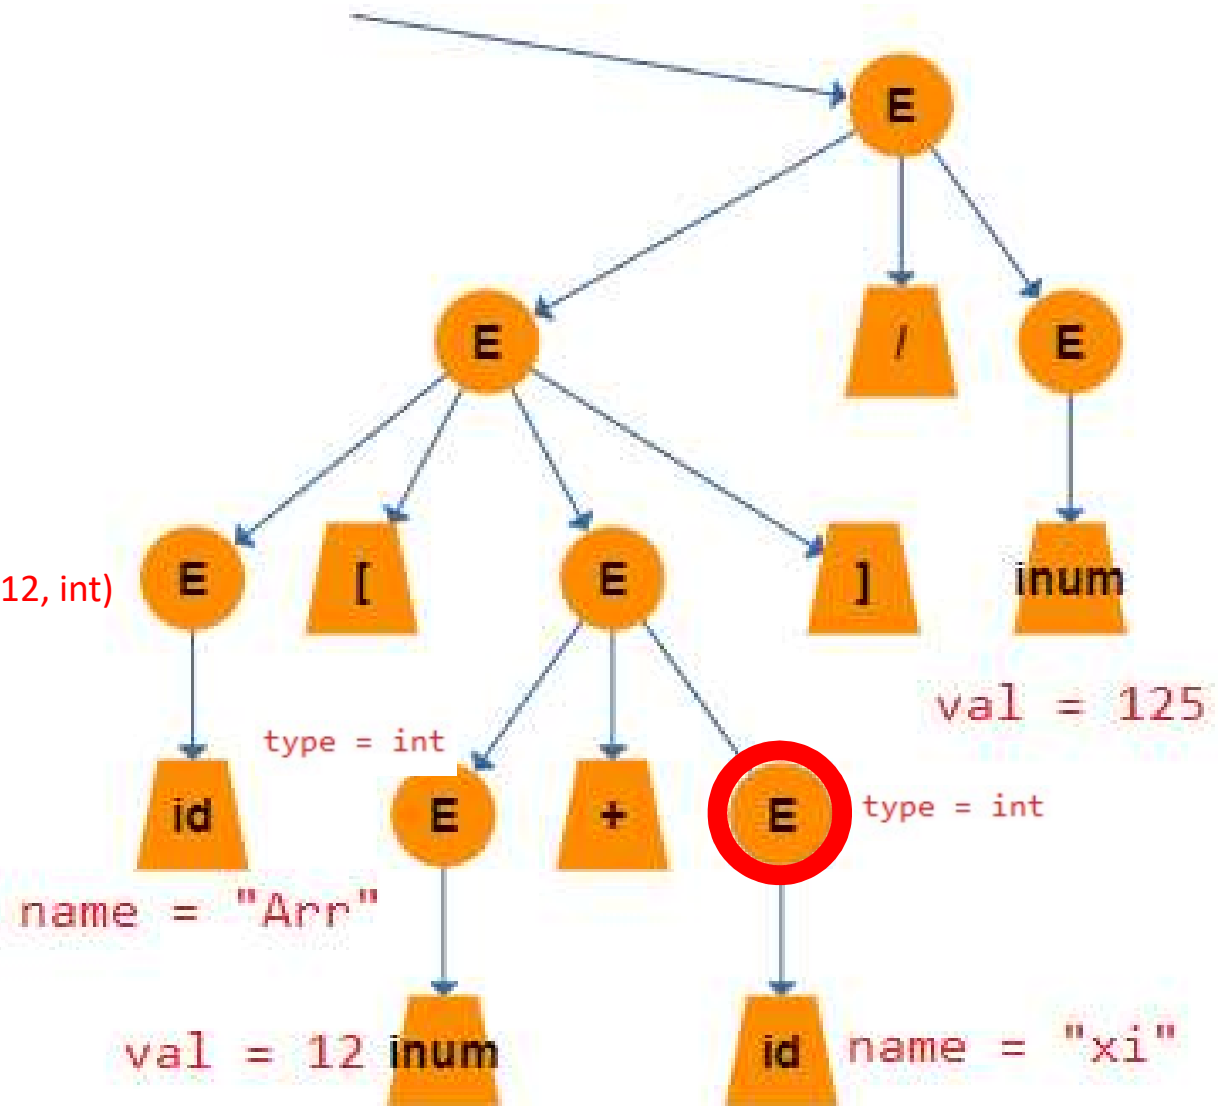 E
E
/
E
12, int)
E
[
E
]
inum
val = 125
type = int
id
E
+
E
type = int
name = "Arr"
val = 12
inum
id
name = "xi"